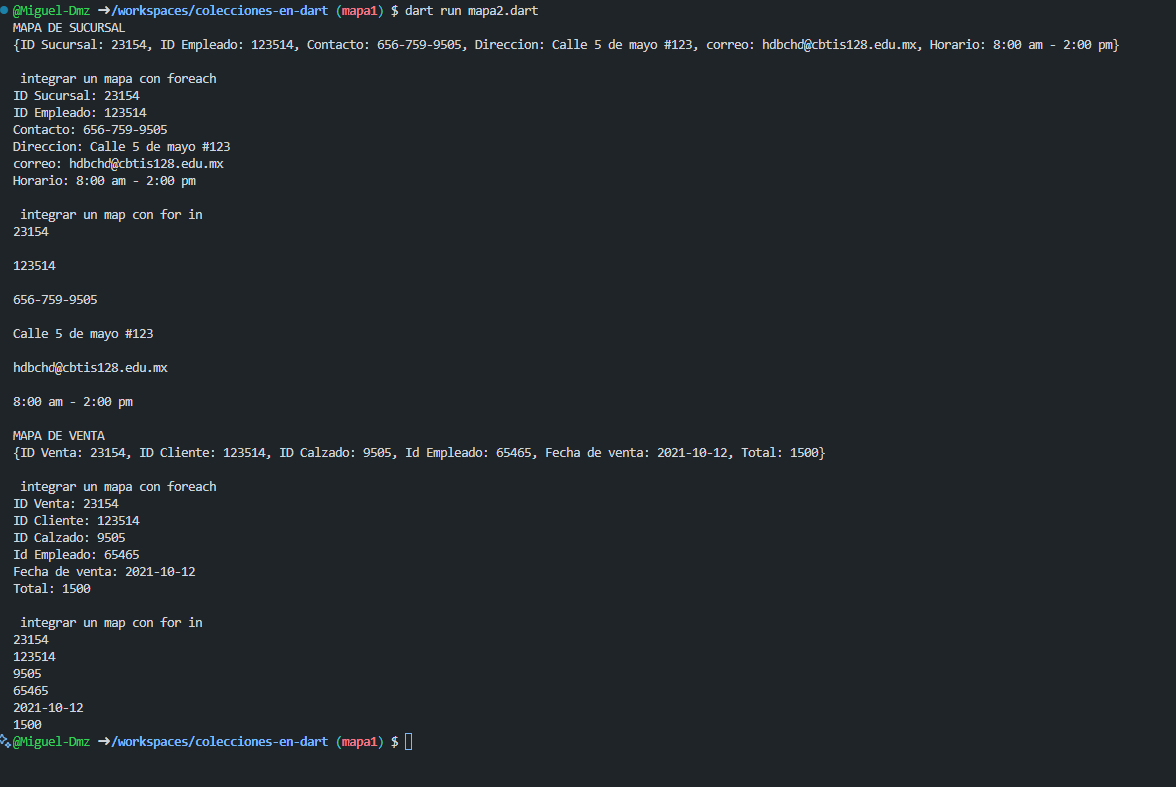 @Miguel-Dmz ➜/workspaces/colecciones-en-dart (mapa1) $ dart run mapa2.dart
MAPA DE SUCURSAL
{ID Sucursal: 23154, ID Empleado: 123514, Contacto: 656-759-9505, Direccion: Calle 5 de mayo #123, correo: hdbchd@cbtis128.edu.mx, Horario: 8:00 am - 2:00 pm}
integrar un mapa con foreach
ID Sucursal: 23154
ID Empleado: 123514
Contacto: 656-759-9505
Direccion: Calle 5 de mayo #123
correo: hdbchd@cbtis128.edu.mx
Horario: 8:00 am - 2:00 pm
integrar un map con for in
23154
123514
656-759-9505
Calle 5 de mayo #123
hdbchd@cbtis128.edu.mx
8:00 am - 2:00 pm
MAPA DE VENTA
{ID Venta: 23154, ID Cliente: 123514, ID Calzado: 9505, Id Empleado: 65465, Fecha de venta: 2021-10-12, Total: 1500}
integrar un mapa con foreach
ID Venta: 23154
ID Cliente: 123514
ID Calzado: 9505
Id Empleado: 65465
Fecha de venta: 2021-10-12
Total: 1500
integrar un map con for in
23154
123514
9505
65465
2021-10-12
1500
@Miguel-Dmz ➜/workspaces/colecciones-en-dart (mapa1) $